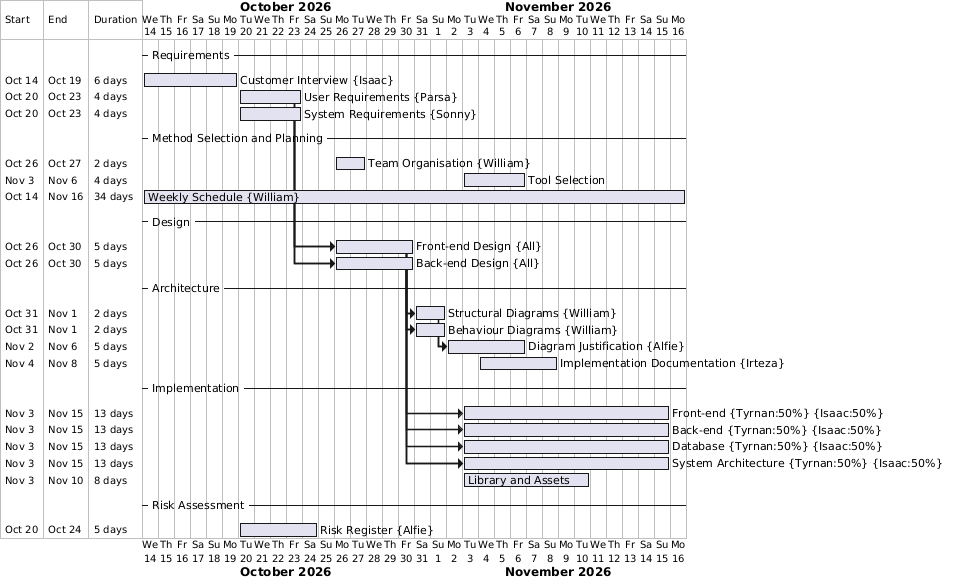 October 2026 November 2026
Start End Duration We Th Fr Sa Su Mo Tu We Th Fr Sa Su Mo Tu We Th Fr Sa Su Mo Tu We Th Fr Sa Su Mo Tu We Th Fr Sa Su Mo
14 15 16 17 18 19 20 21 22 23 24 25 26 27 28 29 30 31 1 2 3 4 5 6 7 8 9 10 11 12 13 14 15 16
Requirements
Oct 14 Oct 19 6 days Customer Interview {Isaac}
Oct 20 Oct 23 4 days User Requirements {Parsa}
Oct 20 Oct 23 4 days System Requirements {Sonny}
Method Selection and Planning
Oct 26 Oct 27 2 days Team Organisation {William}
Nov 3 Nov 6 4 days Tool Selection
Oct 14 Nov 16 34 days Weekly Schedule {William}
Design
Oct 26 Oct 30 5 days Front-end Design {All}
Oct 26 Oct 30 5 days Back-end Design {All}
Architecture
Oct 31 Nov 1 2 days Structural Diagrams {William}
Oct 31 Nov 1 2 days Behaviour Diagrams {William}
Nov 2 Nov 6 5 days Diagram Justification {Alfie}
Nov 4 Nov 8 5 days Implementation Documentation {Irteza}
Implementation
Nov 3 Nov 15 13 days Front-end {Tyrnan:50%} {Isaac:50%}
Nov 3 Nov 15 13 days Back-end {Tyrnan:50%} {Isaac:50%}
Nov 3 Nov 15 13 days Database {Tyrnan:50%} {Isaac:50%}
Nov 3 Nov 15 13 days System Architecture {Tyrnan:50%} {Isaac:50%}
Nov 3 Nov 10 8 days Library and Assets
Risk Assessment
Oct 20 Oct 24 5 days Risk Register {Alfie}
We Th Fr Sa Su Mo Tu We Th Fr Sa Su Mo Tu We Th Fr Sa Su Mo Tu We Th Fr Sa Su Mo Tu We Th Fr Sa Su Mo
14 15 16 17 18 19 20 21 22 23 24 25 26 27 28 29 30 31 1 2 3 4 5 6 7 8 9 10 11 12 13 14 15 16
October 2026 November 2026